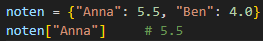 noten = {"Anna": 5.5, "Ben": 4.0}
noten["Anna"]     # 5.5